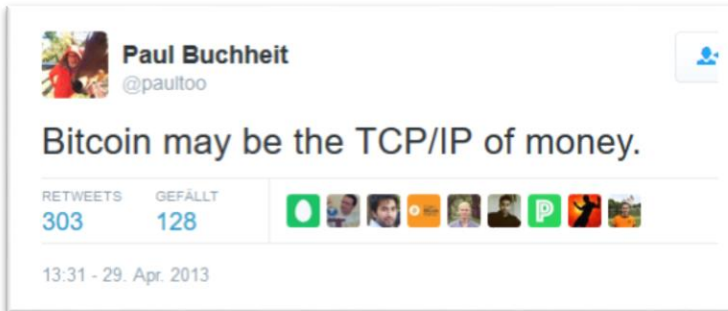 Paul Buchheit
@paultoo
Bitcoin may be the TCP/IP of money.
RETWEETS GEFÄLLT
303 128
13:31 - 29. Apr. 2013